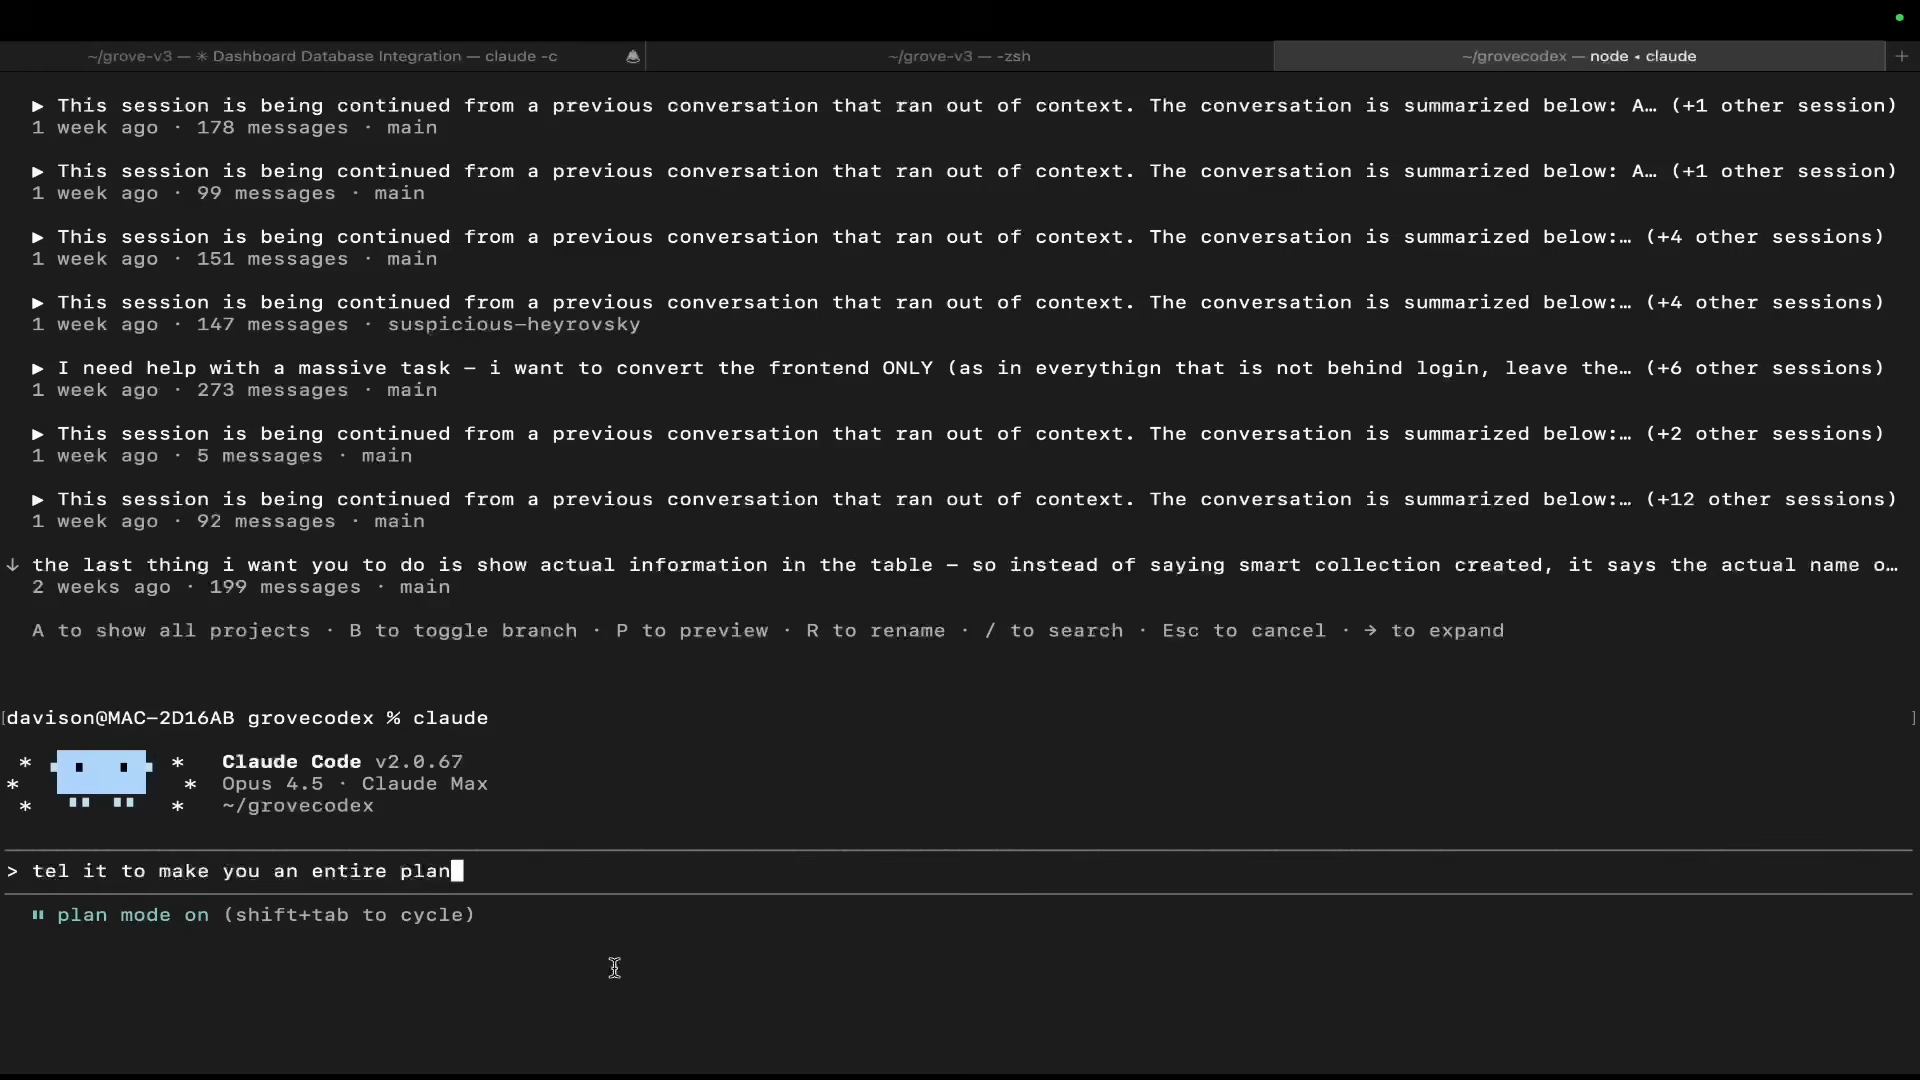 ~/grove-v3 — ✳ Dashboard Database Integration — claude -c
~/grove-v3 — -zsh
~/grovecodex — node • claude
+
▶ This session is being continued from a previous conversation that ran out of context. The conversation is summarized below: A… (+1 other session)
1 week ago · 178 messages · main
▶ This session is being continued from a previous conversation that ran out of context. The conversation is summarized below: A… (+1 other session)
1 week ago · 99 messages · main
▶ This session is being continued from a previous conversation that ran out of context. The conversation is summarized below:… (+4 other sessions)
1 week ago · 151 messages · main
▶ This session is being continued from a previous conversation that ran out of context. The conversation is summarized below:… (+4 other sessions)
1 week ago · 147 messages · suspicious-heyrovsky
▶ I need help with a massive task – i want to convert the frontend ONLY (as in everythign that is not behind login, leave the… (+6 other sessions)
1 week ago · 273 messages · main
▶ This session is being continued from a previous conversation that ran out of context. The conversation is summarized below:… (+2 other sessions)
1 week ago · 5 messages · main
▶ This session is being continued from a previous conversation that ran out of context. The conversation is summarized below:… (+12 other sessions)
1 week ago · 92 messages · main
↓ the last thing i want you to do is show actual information in the table – so instead of saying smart collection created, it says the actual name o…
2 weeks ago · 199 messages · main
A to show all projects · B to toggle branch · P to preview · R to rename · / to search · Esc to cancel · → to expand
[davison@MAC-2D16AB grovecodex % claude ]
Claude Code v2.0.67
Opus 4.5 · Claude Max
~/grovecodex
> tel it to make you an entire plan
⏸ plan mode on (shift+tab to cycle)